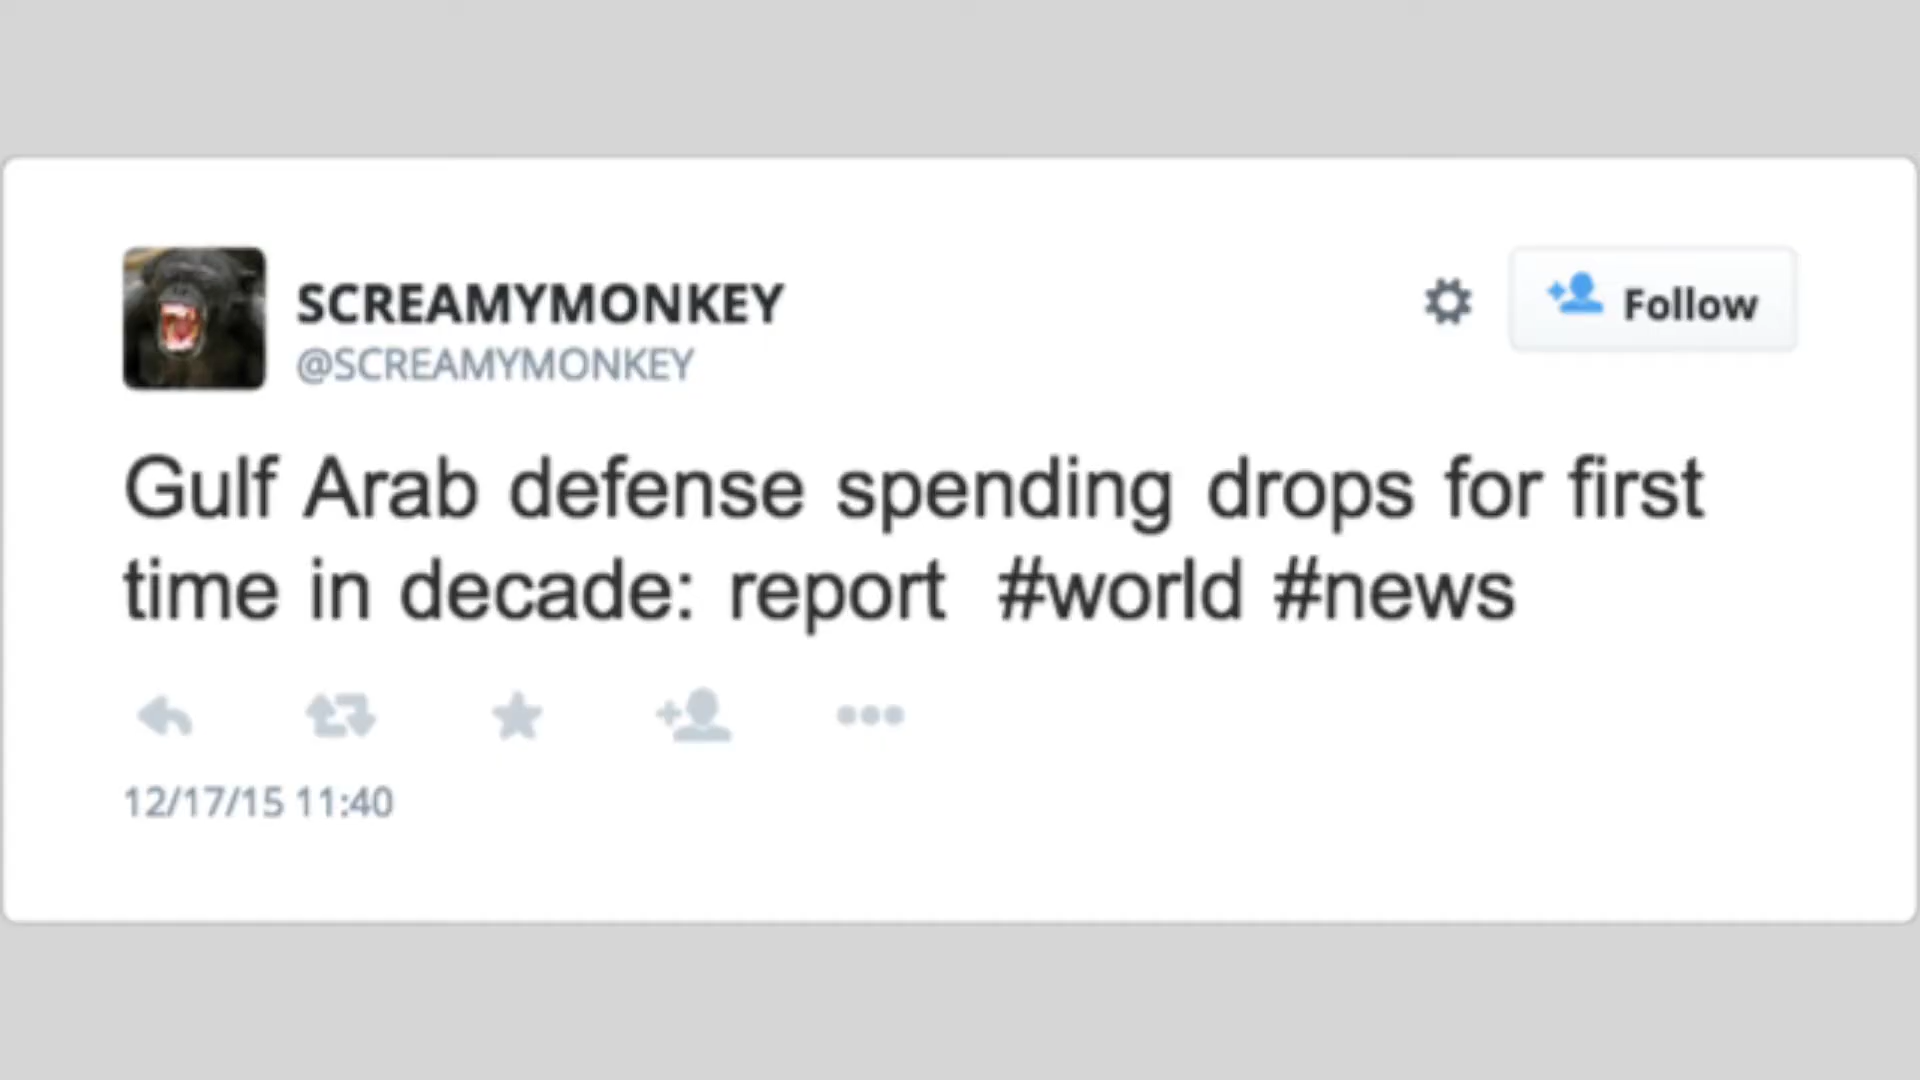 SCREAMYMONKEY
@SCREAMYMONKEY
Follow
Gulf Arab defense spending drops for first
time in decade: report #world #news
12/17/15 11:40